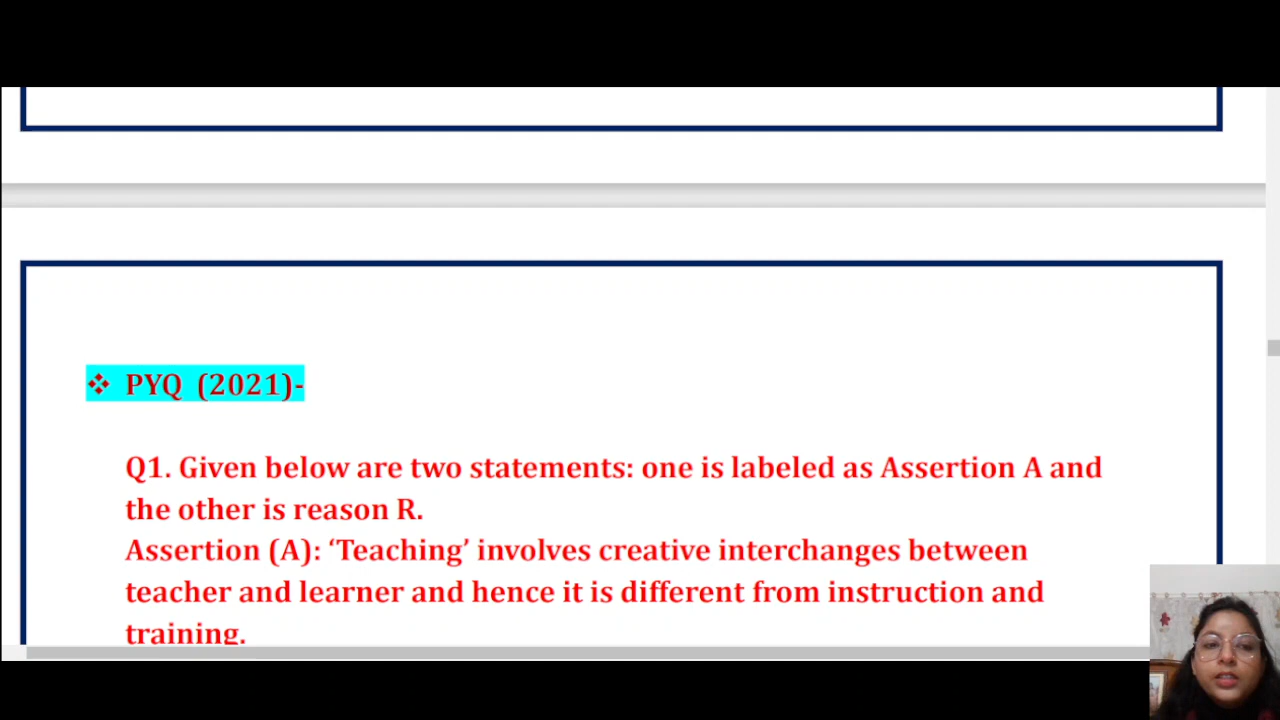 ❖ PYQ (2021)-
Q1. Given below are two statements: one is labeled as Assertion A and
the other is reason R.
Assertion (A): ‘Teaching’ involves creative interchanges between
teacher and learner and hence it is different from instruction and
training.